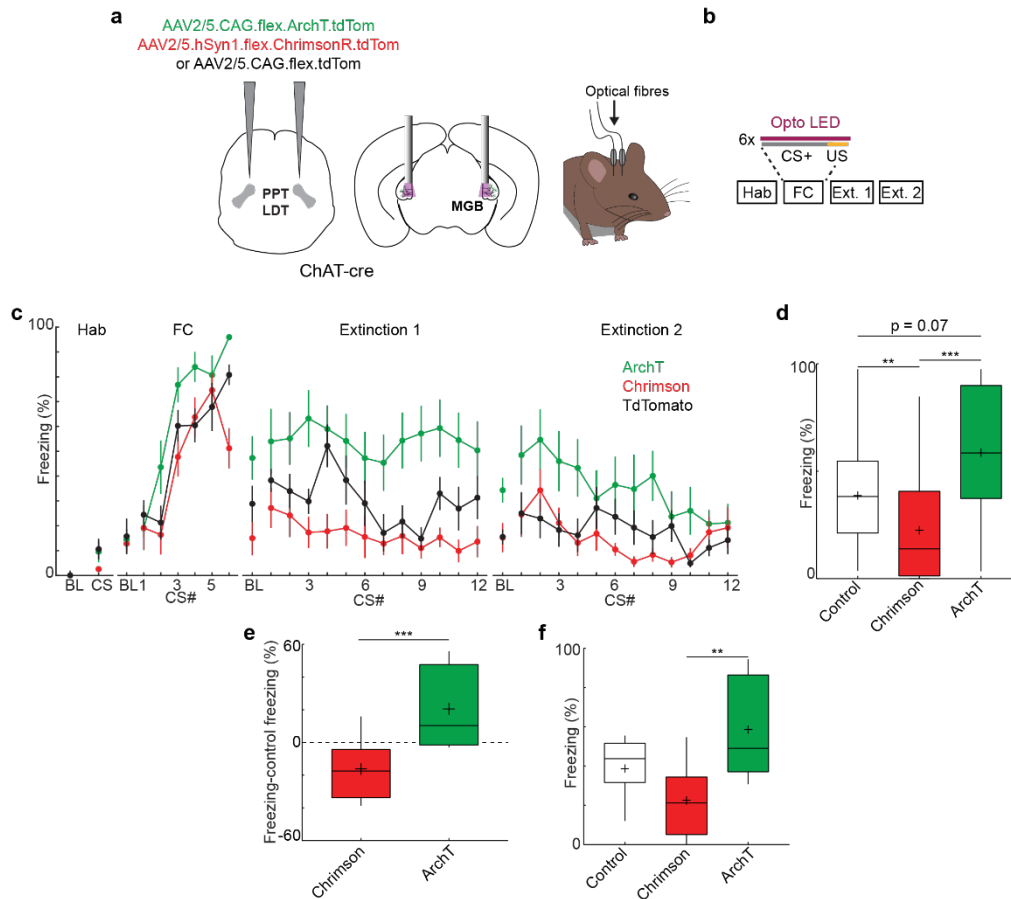 a
AAV2/5.CAG.flex.ArchT.tdTom
AAV2/5.hSyn1.flex.ChrimsonR.tdTom
or AAV2/5.CAG.flex.tdTom
PPT
LDT
MGB
Optical fibres
ChAT-cre
b
Opto LED
6x
CS+ US
Hab FC Ext. 1 Ext. 2
c
Hab FC Extinction 1 Extinction 2
100
Freezing (%)
0
ArchT
Chrimson
TdTomato
BL CS BL 1 3 5 BL 3 6 9 12 BL 3 6 9 12
CS# CS# CS#
d
p = 0.07
** ***
100
Freezing (%)
0
Control Chrimson ArchT
e
***
60
Freezing-control freezing (%)
0
-60
Chrimson ArchT
f
**
100
Freezing (%)
0
Control Chrimson ArchT